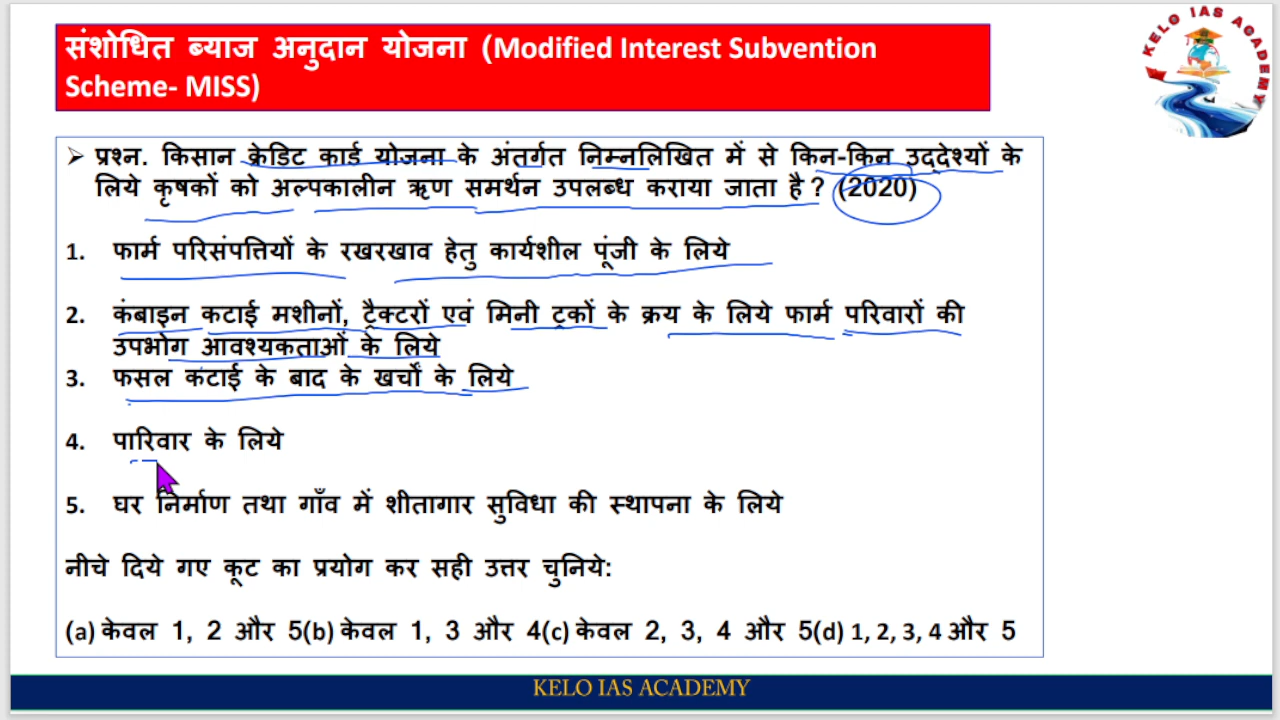 संशोधित ब्याज अनुदान योजना (Modified Interest Subvention
Scheme- MISS)
KELO IAS ACADEMY
➢ प्रश्न. किसान क्रेडिट कार्ड योजना के अंतर्गत निम्नलिखित में से किन-किन उद्देश्यों के
लिये कृषकों को अल्पकालीन ऋण समर्थन उपलब्ध कराया जाता है? (2020)
1. फार्म परिसंपत्तियों के रखरखाव हेतु कार्यशील पूंजी के लिये
2. कंबाइन कटाई मशीनों, ट्रैक्टरों एवं मिनी ट्रकों के क्रय के लिये फार्म परिवारों की
उपभोग आवश्यकताओं के लिये
3. फसल कटाई के बाद के खर्चों के लिये
4. पारिवार के लिये
5. घर निर्माण तथा गाँव में शीतागार सुविधा की स्थापना के लिये
नीचे दिये गए कूट का प्रयोग कर सही उत्तर चुनिये:
(a) केवल 1, 2 और 5(b) केवल 1, 3 और 4(c) केवल 2, 3, 4 और 5(d) 1, 2, 3, 4 और 5
KELO IAS ACADEMY